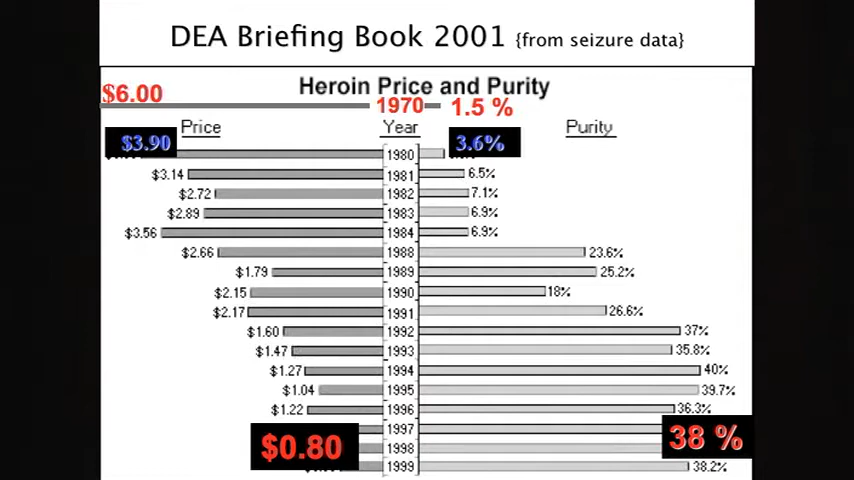 DEA Briefing Book 2001 {from seizure data}
Heroin Price and Purity
$6.00 1970 1.5 %
Price Year Purity
$3.90 1980 3.6%
$3.14 1981 6.5%
$2.72 1982 7.1%
$2.89 1983 6.9%
$3.56 1984 6.9%
$2.66 1988 23.6%
$1.79 1989 25.2%
$2.15 1990 18%
$2.17 1991 26.6%
$1.60 1992 37%
$1.47 1993 35.8%
$1.27 1994 40%
$1.04 1995 39.7%
$1.22 1996 36.3%
1997
$0.80 1998 38 %
1999 38.2%